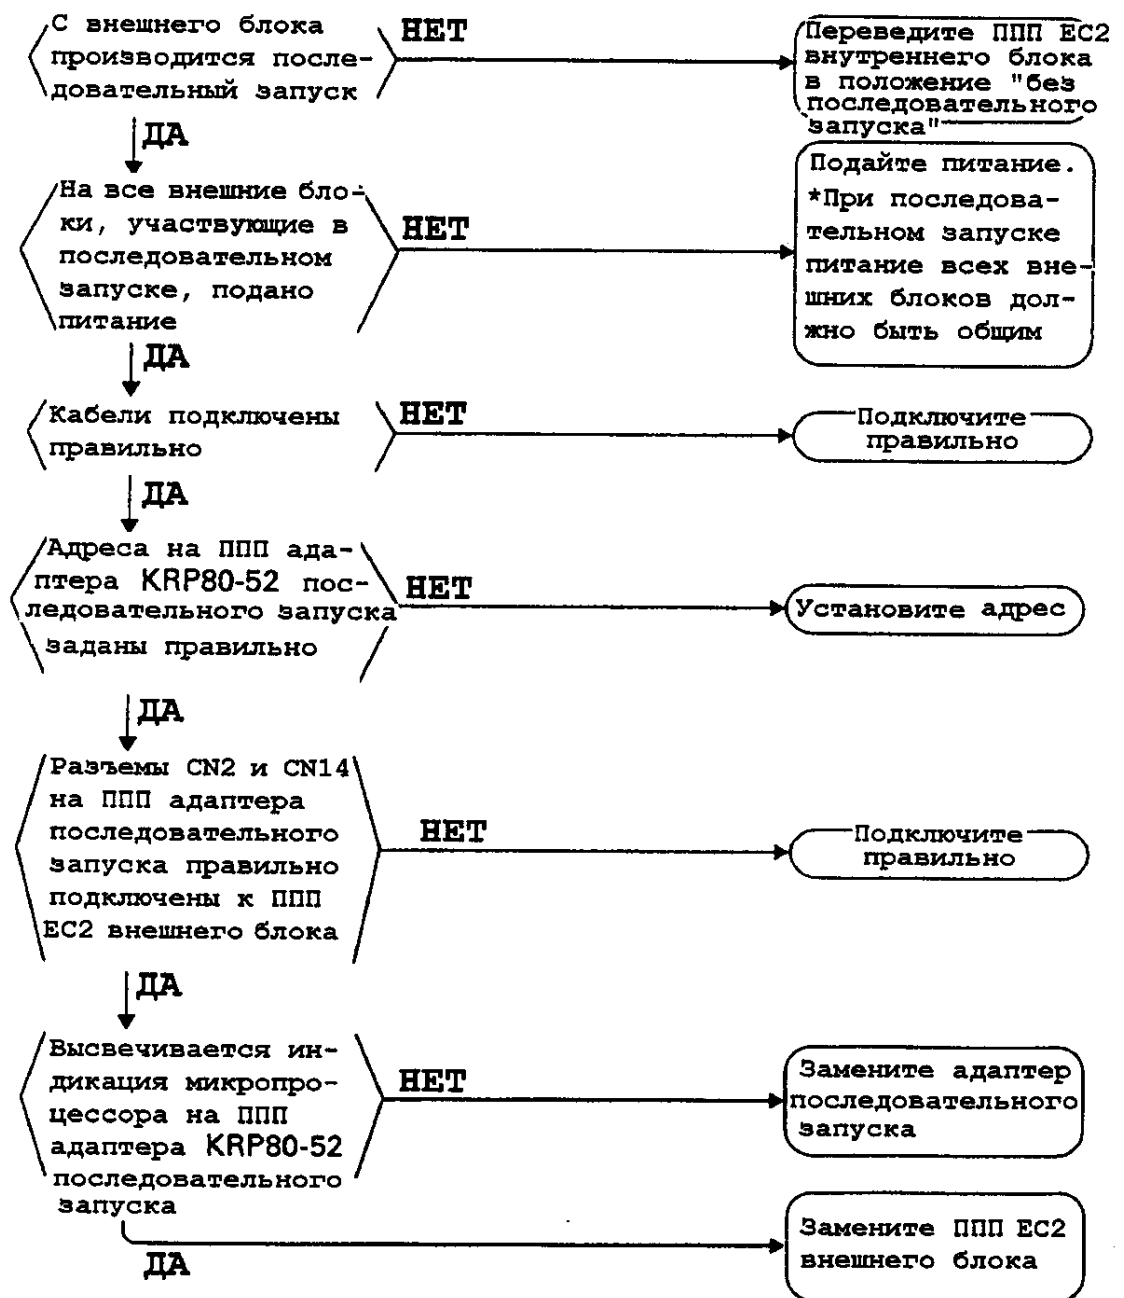 С внешнего блока
производится после-
довательный запуск
НЕТ
Переведите ППП EC2
внутреннего блока
в положение "без
последовательного
запуска"
ДА
На все внешние бло-
ки, участвующие в
последовательном
запуске, подано
питание
НЕТ
Подайте питание.
*При последова-
тельном запуске
питание всех вне-
шних блоков дол-
жно быть общим
ДА
Кабели подключены
правильно
НЕТ
Подключите
правильно
ДА
Адреса на ППП ада-
птера KRP80-52 пос-
ледовательного запуска
заданы правильно
НЕТ
Установите адрес
ДА
Разъемы CN2 и CN14
на ППП адаптера
последовательного
запуска правильно
подключены к ППП
EC2 внешнего блока
НЕТ
Подключите
правильно
ДА
Высвечивается ин-
дикация микропро-
цессора на ППП
адаптера KRP80-52
последовательного
запуска
НЕТ
Замените адаптер
последовательного
запуска
ДА
Замените ППП EC2
внешнего блока